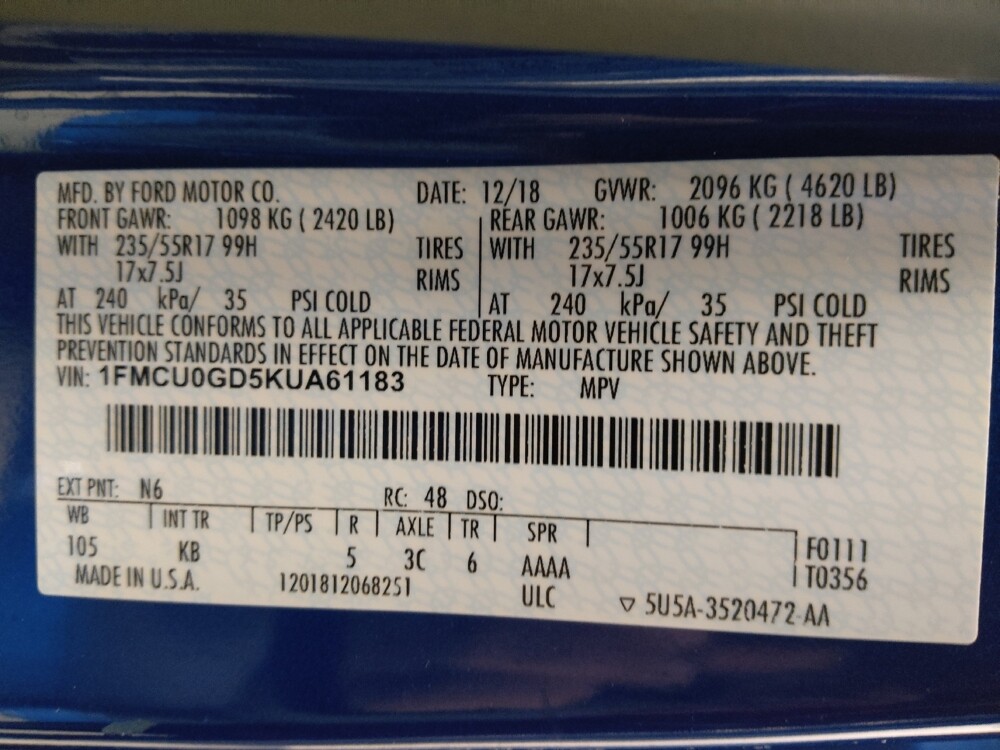 MFD. BY FORD MOTOR CO. DATE: 12/18 GVWR: 2096 KG ( 4620 LB)
FRONT GAWR: 1098 KG ( 2420 LB) REAR GAWR: 1006 KG ( 2218 LB)
WITH 235/55R17 99H TIRES WITH 235/55R17 99H TIRES
17x7.5J RIMS 17x7.5J RIMS
AT 240 kPa/ 35 PSI COLD AT 240 kPa/ 35 PSI COLD
THIS VEHICLE CONFORMS TO ALL APPLICABLE FEDERAL MOTOR VEHICLE SAFETY AND THEFT
PREVENTION STANDARDS IN EFFECT ON THE DATE OF MANUFACTURE SHOWN ABOVE.
VIN: 1FMCU0GD5KUA61183 TYPE: MPV
EXT PNT: N6 RC: 48 DSO:
WB INT TR TP/PS R AXLE TR SPR
105 KB 5 3C 6 AAAA F0111
MADE IN U.S.A. 1201812068251 ULC T0356
▽ 5U5A-3520472-AA